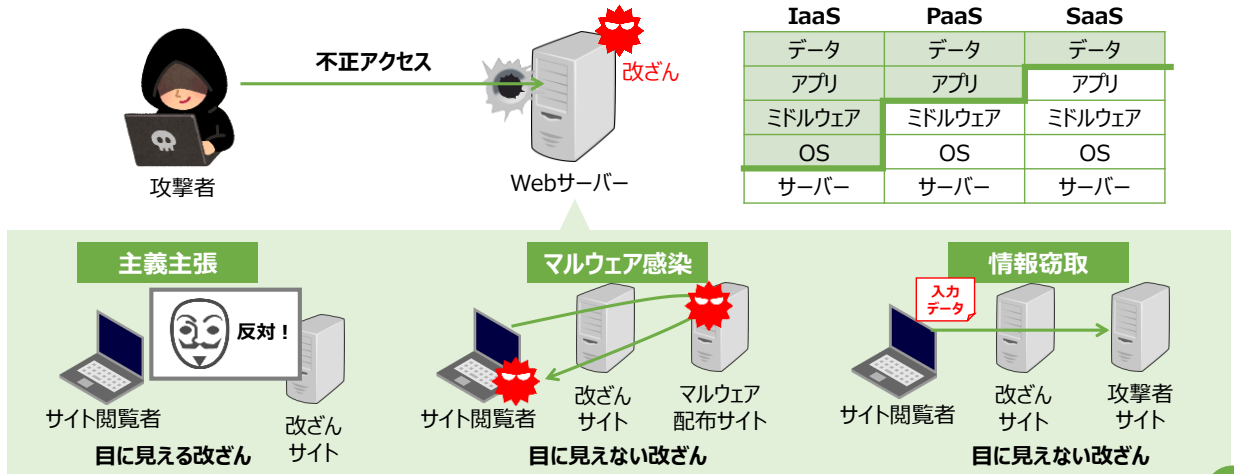 不正アクセス
改ざん
攻撃者
Webサーバー
IaaS PaaS SaaS
データ データ データ
アプリ アプリ アプリ
ミドルウェア ミドルウェア ミドルウェア
OS OS OS
サーバー サーバー サーバー
主義主張
反対！
サイト閲覧者
改ざん
サイト
目に見える改ざん
マルウェア感染
サイト閲覧者
改ざん
サイト
マルウェア
配布サイト
目に見えない改ざん
情報窃取
入力
データ
サイト閲覧者
改ざん
サイト
攻撃者
サイト
目に見えない改ざん